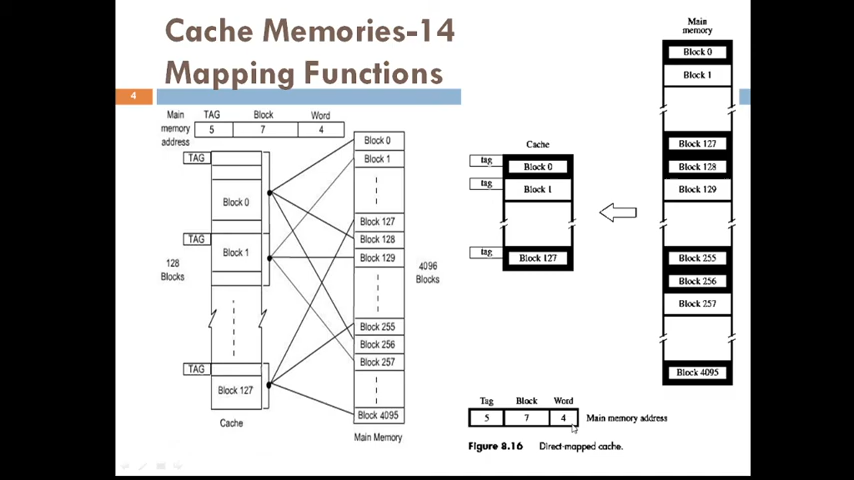 Cache Memories-14
Mapping Functions
4
Main memory address
TAG Block Word
5 7 4
TAG
Block 0
TAG
Block 1
128 Blocks
TAG
Block 127
Cache
Block 0
Block 1
Block 127
Block 128
Block 129
Block 255
Block 256
Block 257
Block 4095
4096 Blocks
Main Memory
Cache
tag
Block 0
tag
Block 1
tag
Block 127
Main memory
Block 0
Block 1
Block 127
Block 128
Block 129
Block 255
Block 256
Block 257
Block 4095
Tag Block Word
5 7 4 Main memory address
Figure 8.16 Direct-mapped cache.